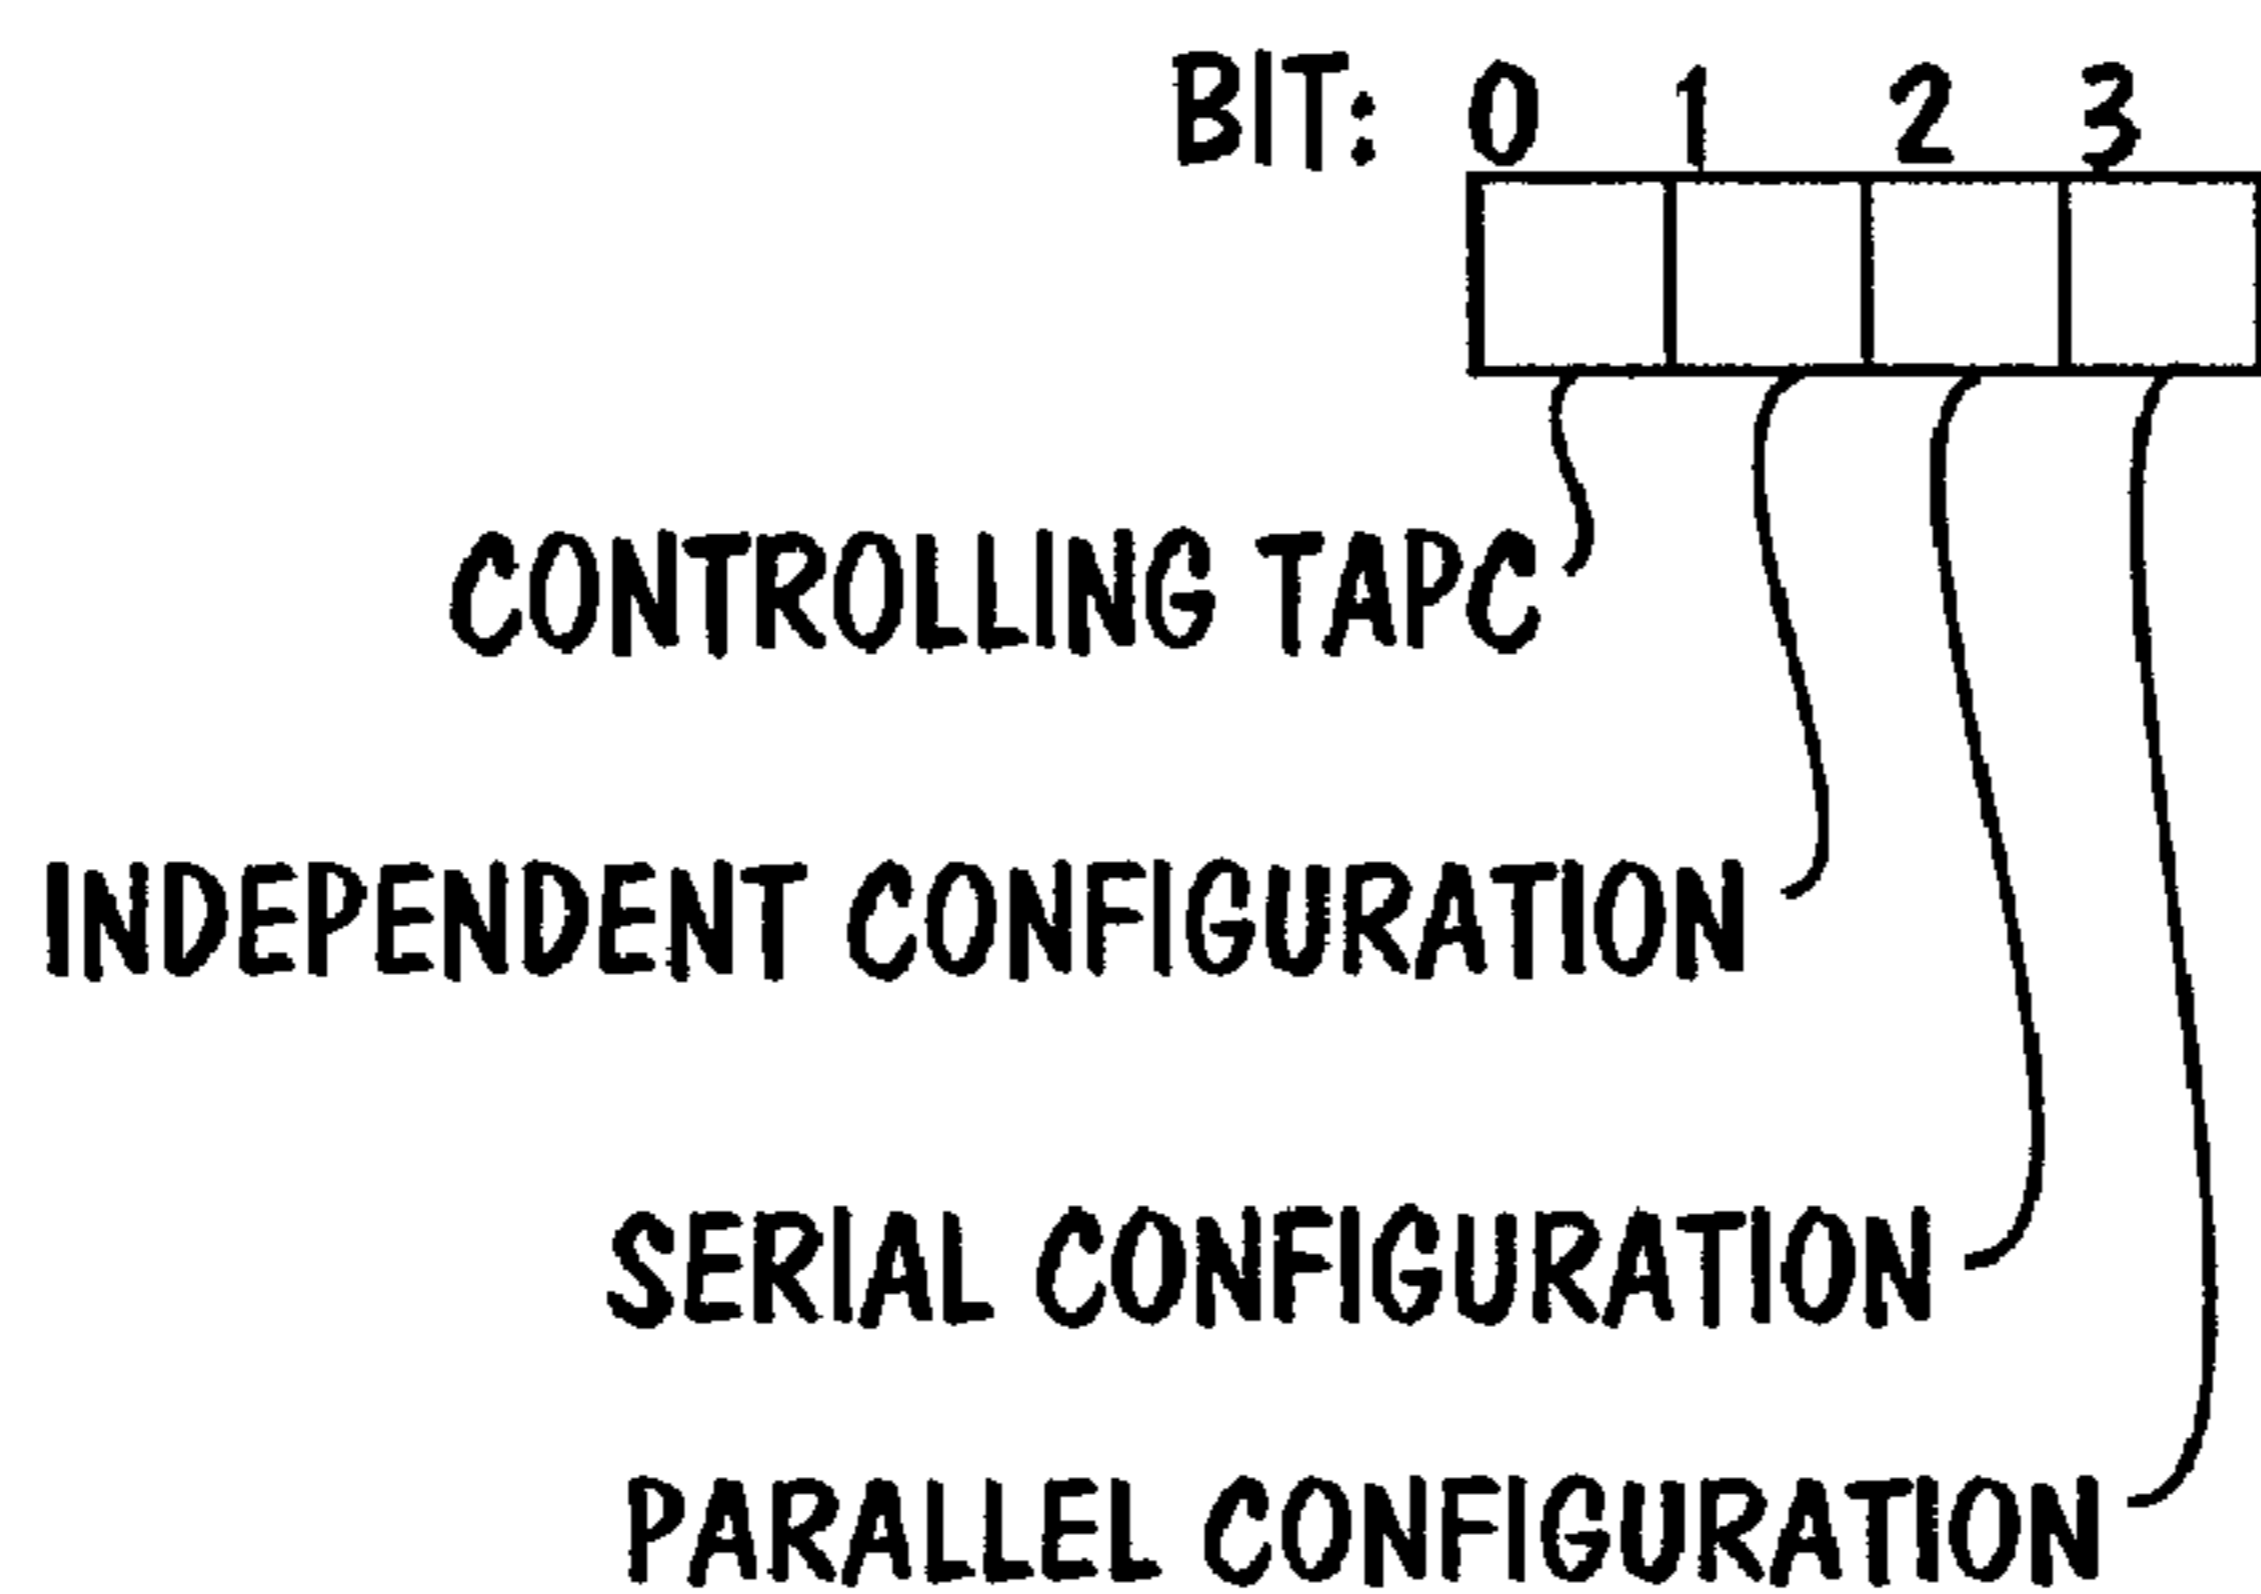 BIT: 0 1 2 3
CONTROLLING TAPC
INDEPENDENT CONFIGURATION
SERIAL CONFIGURATION
PARALLEL CONFIGURATION